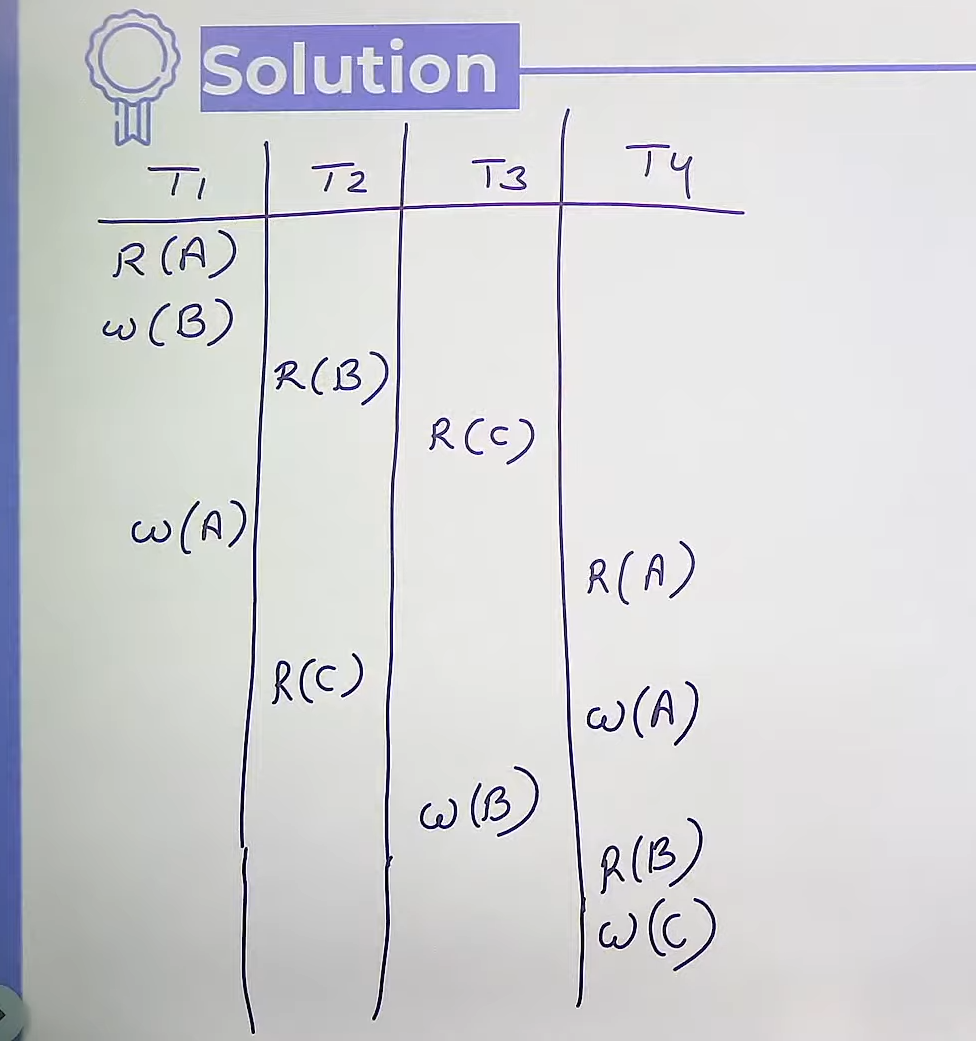 Solution
T1 T2 T3 T4
R(A)
W(B)
R(B)
R(C)
W(A)
R(A)
R(C)
W(A)
W(B)
R(B)
W(C)